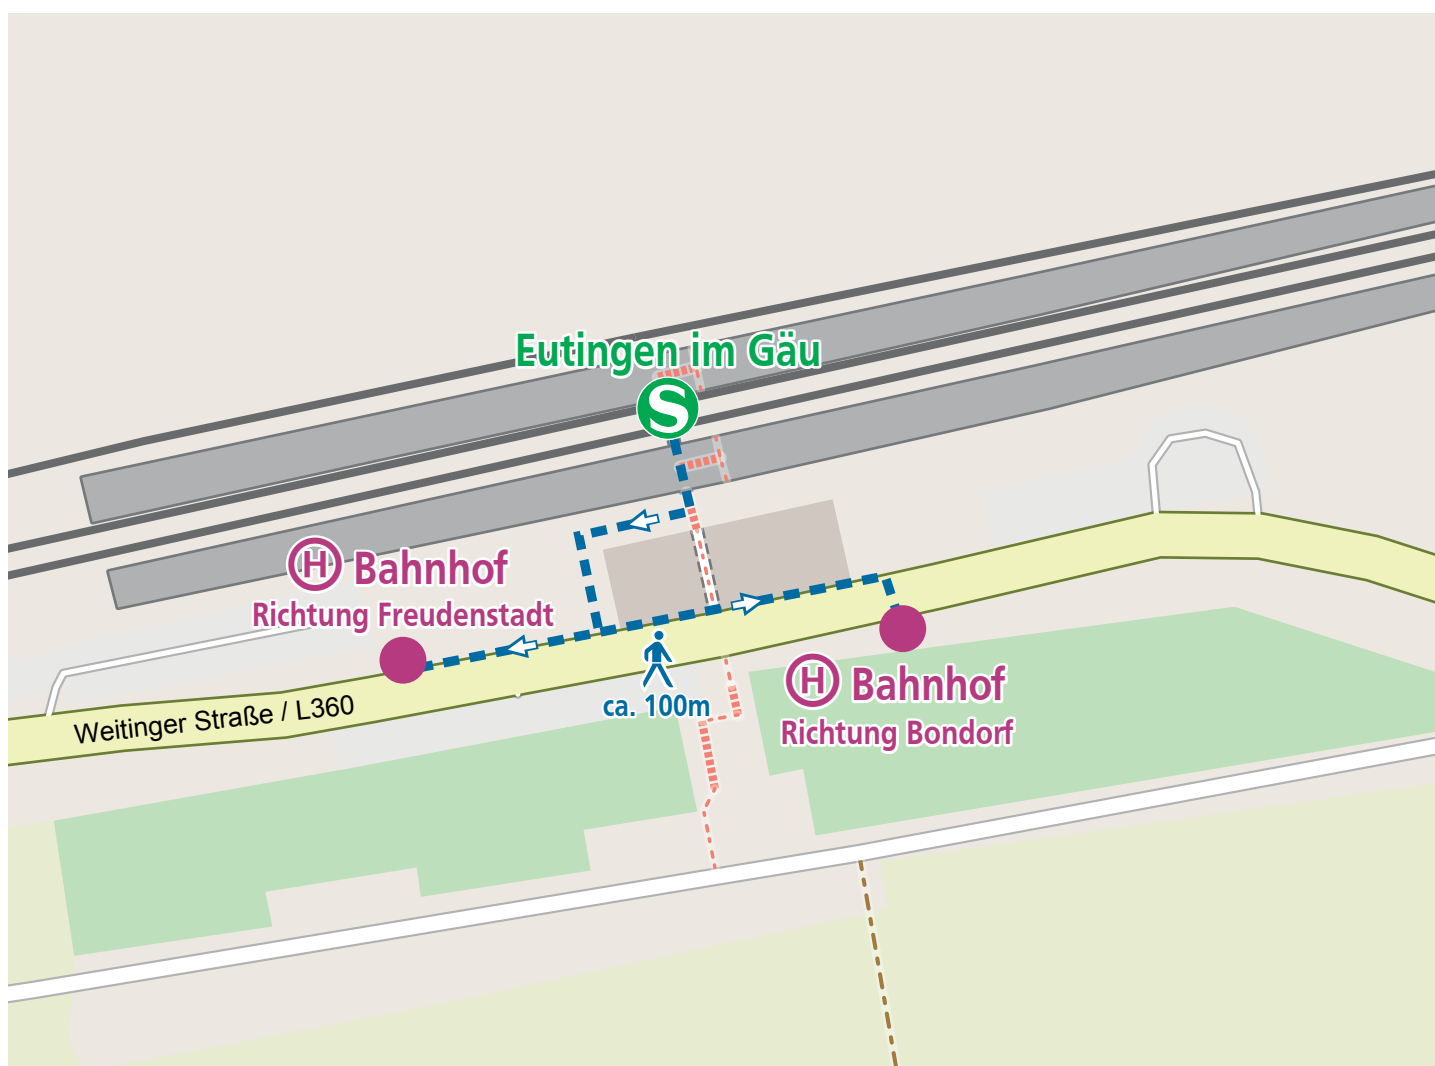 Eutingen im Gäu
S
H Bahnhof
Richtung Freudenstadt
ca. 100m
H Bahnhof
Richtung Bondorf
Weitinger Straße / L360